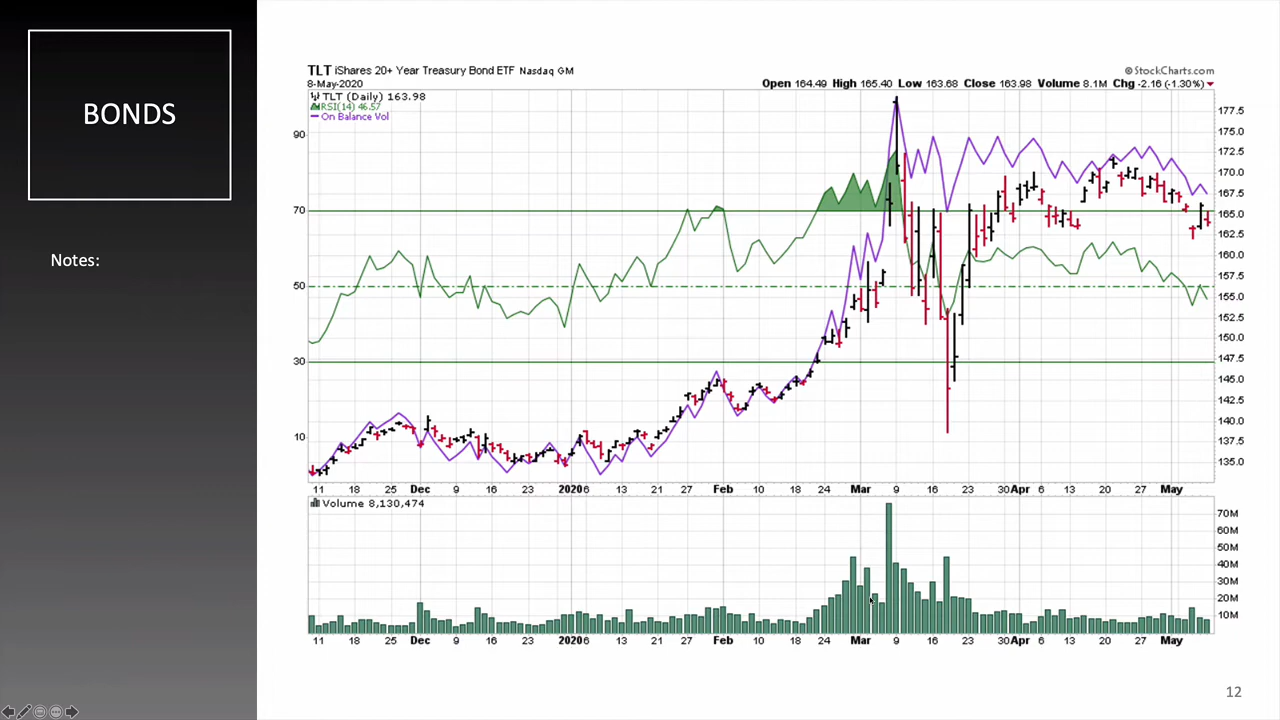 BONDS
Notes:
TLT iShares 20+ Year Treasury Bond ETF Nasdaq GM
© StockCharts.com
8-May-2020
Open 164.49 High 165.40 Low 163.68 Close 163.98 Volume 8.1M Chg -2.16 (-1.30%)
TLT (Daily) 163.98
RSI(14) 46.57
On Balance Vol
90
70
50
30
10
177.5
175.0
172.5
170.0
167.5
165.0
162.5
160.0
157.5
155.0
152.5
150.0
147.5
145.0
142.5
140.0
137.5
135.0
11 18 25 Dec 9 16 23 2020 6 13 21 27 Feb 10 18 24 Mar 9 16 23 30 Apr 6 13 20 27 May
Volume 8,130,474
70M
60M
50M
40M
30M
20M
10M
11 18 25 Dec 9 16 23 2020 6 13 21 27 Feb 10 18 24 Mar 9 16 23 30 Apr 6 13 20 27 May
12